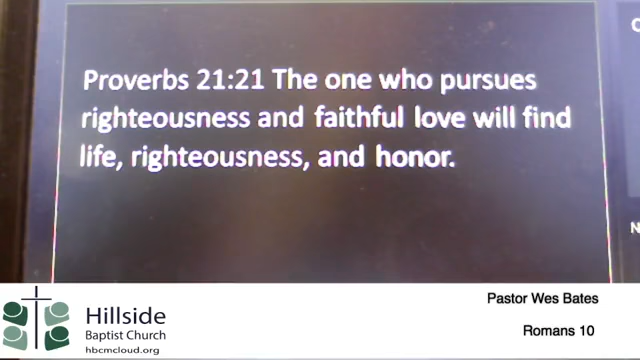 Proverbs 21:21 The one who pursues
righteousness and faithful love will find
life, righteousness, and honor.
C
N
Hillside
Baptist Church
hbcmcloud.org
Pastor Wes Bates
Romans 10